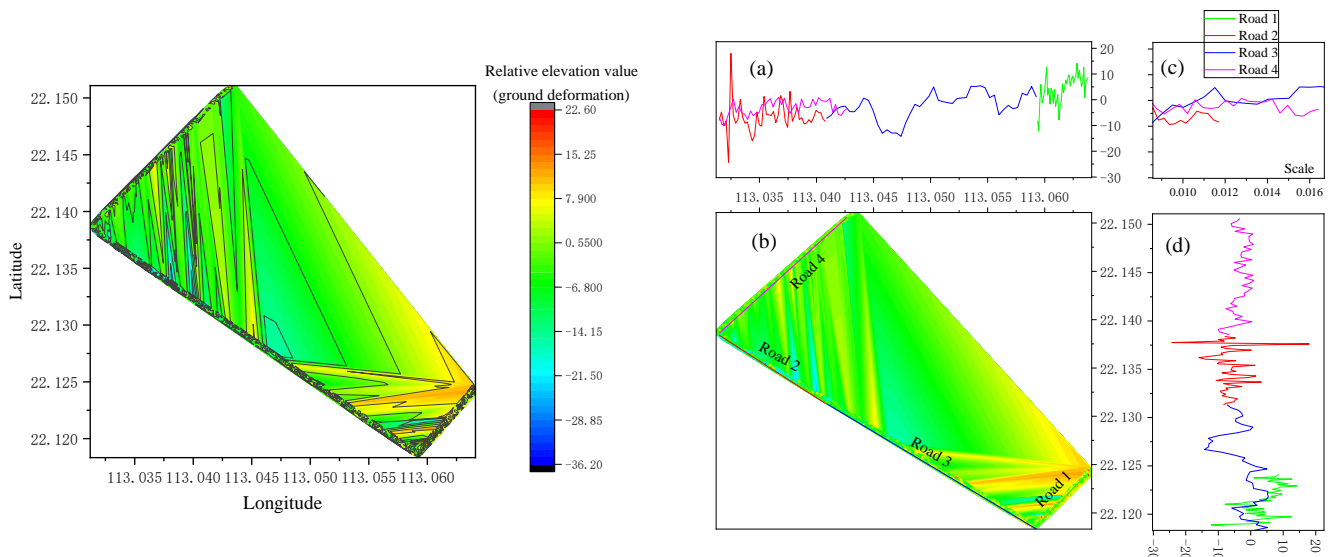 Relative elevation value
(ground deformation)
22.60
15.25
7.900
0.5500
-6.800
-14.15
-21.50
-28.85
-36.20
22.150
22.145
22.140
22.135
22.130
22.125
22.120
Latitude
113.035 113.040 113.045 113.050 113.055 113.060
Longitude
(a)
20
10
0
-10
-20
-30
113.035 113.040 113.045 113.050 113.055 113.060
Road 1
Road 2
Road 3
Road 4
(c)
Scale
0.010 0.012 0.014 0.016
(b)
Road 4
Road 2
Road 3
Road 1
22.150
22.145
22.140
22.135
22.130
22.125
22.120
(d)
-30
-20
-10
0
10
20